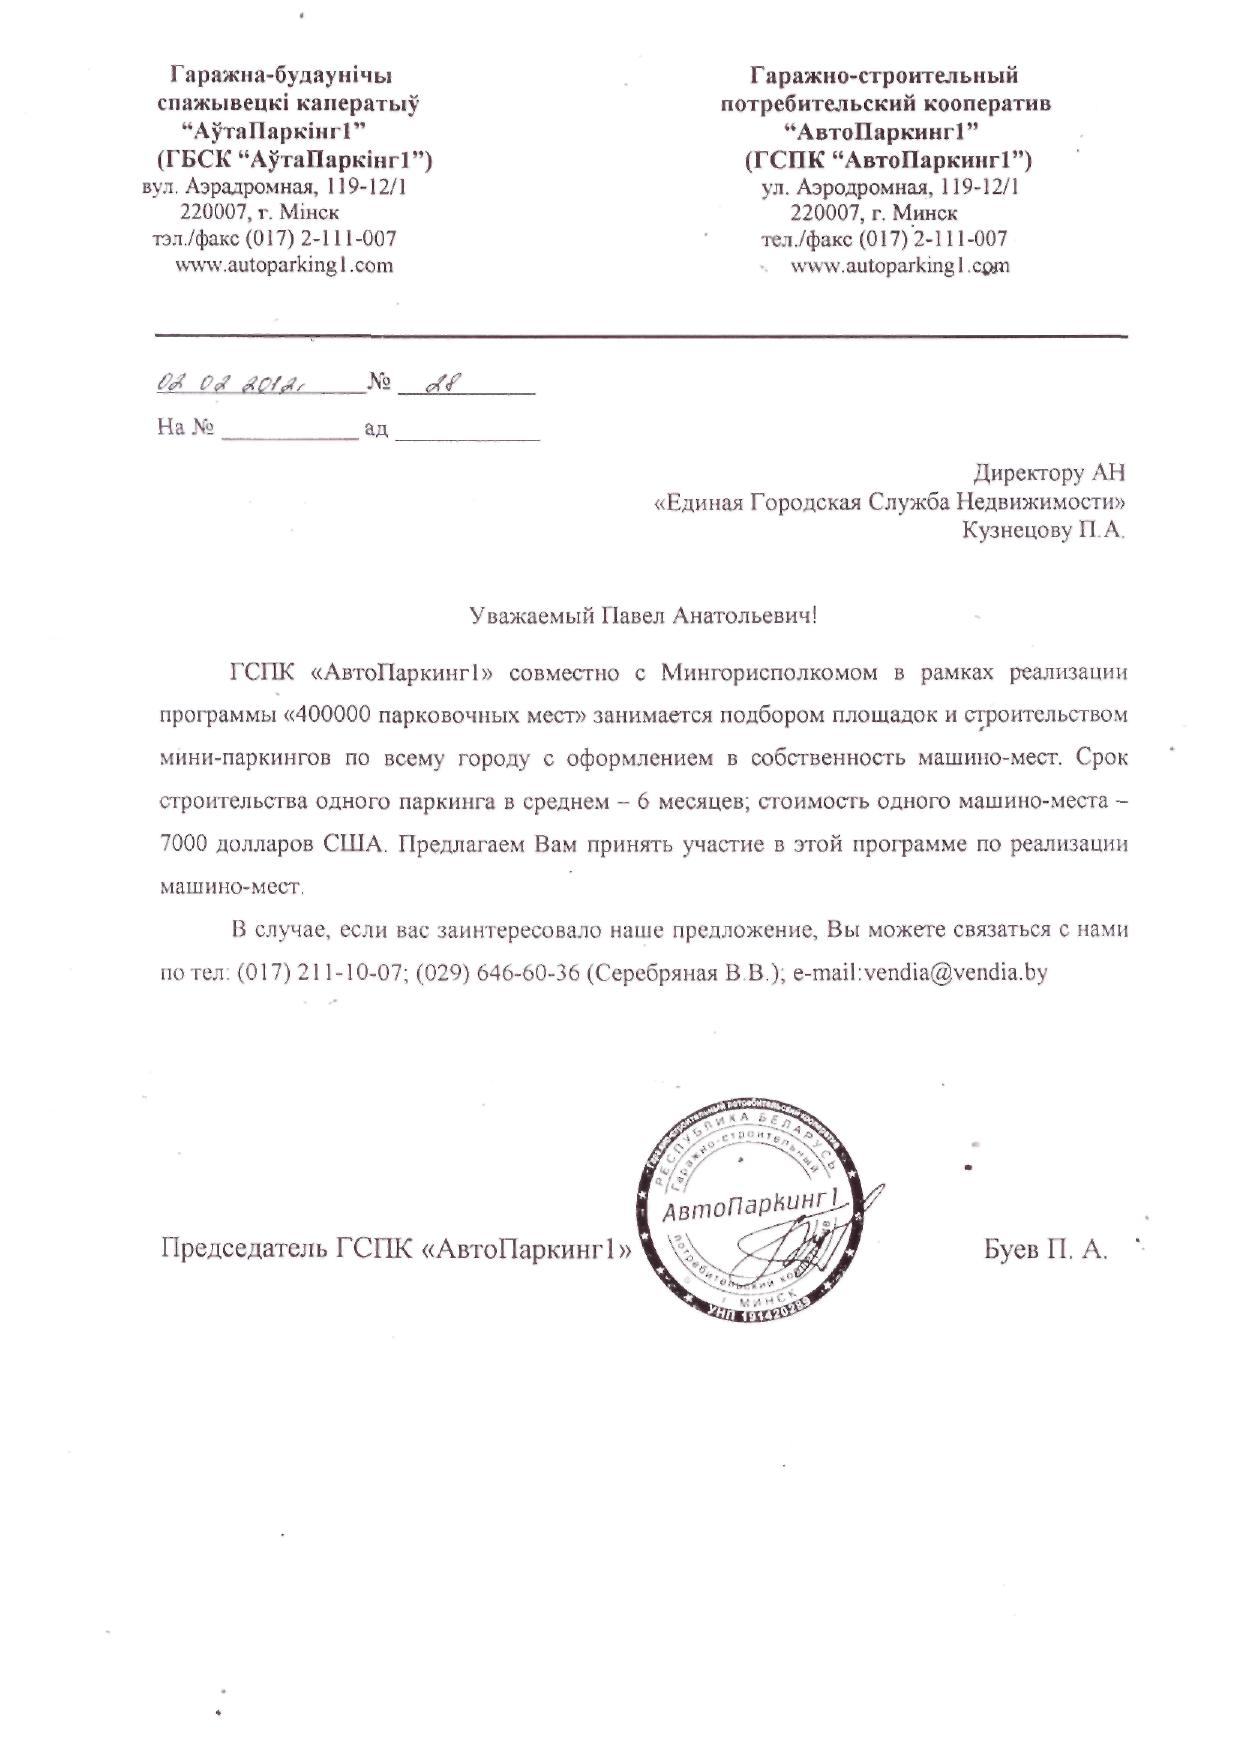 Гаражна-будаўнічы
спажывецкі каператыў
“АўтаПаркінг1”
(ГБСК “АўтаПаркінг1”)
вул. Аэрадромная, 119-12/1
220007, г. Мінск
тэл./факс (017) 2-111-007
www.autoparking1.com
Гаражно-строительный
потребительский кооператив
“АвтоПаркинг1”
(ГСПК “АвтоПаркинг1”)
ул. Аэродромная, 119-12/1
220007, г. Минск
тел./факс (017) 2-111-007
www.autoparking1.com
02 02 2012г № 28
На № ____________ ад ____________
Директору АН
«Единая Городская Служба Недвижимости»
Кузнецову П.А.
Уважаемый Павел Анатольевич!
ГСПК «АвтоПаркинг1» совместно с Мингорисполкомом в рамках реализации
программы «400000 парковочных мест» занимается подбором площадок и строительством
мини-паркингов по всему городу с оформлением в собственность машино-мест. Срок
строительства одного паркинга в среднем – 6 месяцев; стоимость одного машино-места –
7000 долларов США. Предлагаем Вам принять участие в этой программе по реализации
машино-мест.
В случае, если вас заинтересовало наше предложение, Вы можете связаться с нами
по тел: (017) 211-10-07; (029) 646-60-36 (Серебряная В.В.); e-mail:vendia@vendia.by
Гаражно-строительный потребительский кооператив
РЕСПУБЛИКА БЕЛАРУСЬ
Гаражно-строительный
АвтоПаркинг1
потребительский кооператив
г МИНСК
УНП 191420289
Председатель ГСПК «АвтоПаркинг1»
Буев П. А.